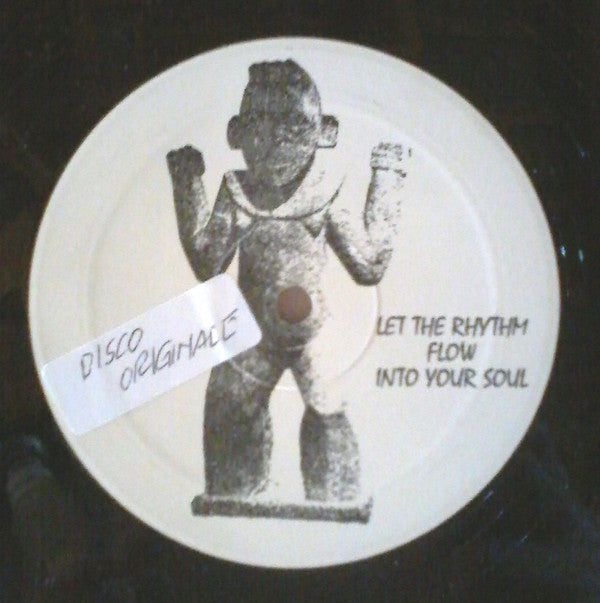 DISCO
ORIGINALE
LET THE RHYTHM
FLOW
INTO YOUR SOUL